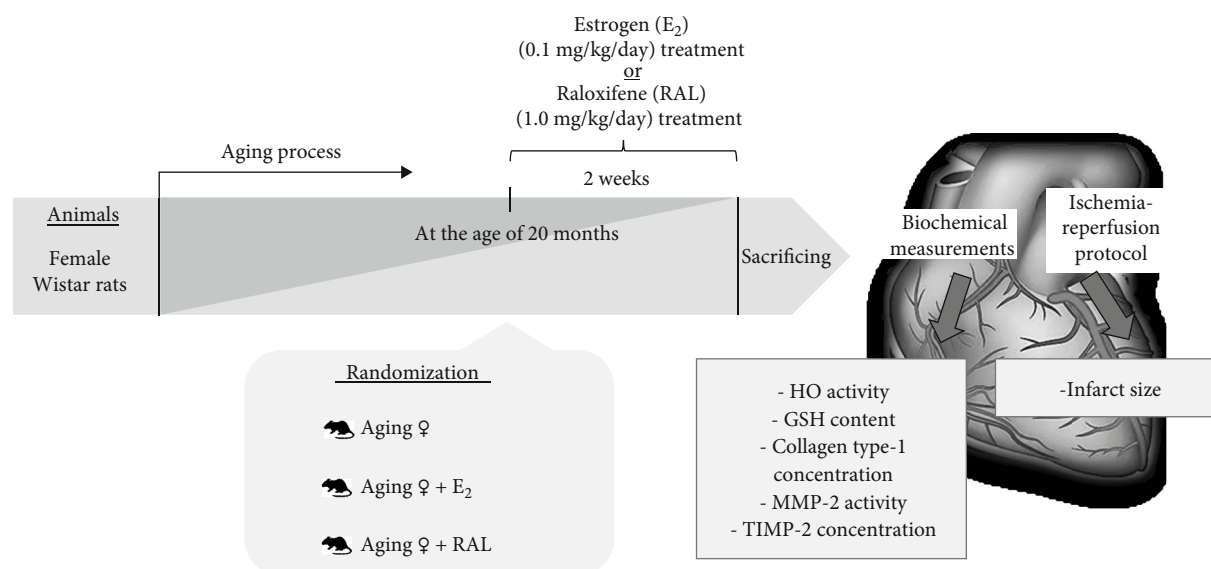 Estrogen (E₂)
(0.1 mg/kg/day) treatment
or
Raloxifene (RAL)
(1.0 mg/kg/day) treatment
Aging process
2 weeks
Animals
Female
Wistar rats
At the age of 20 months
Sacrificing
Biochemical
measurements
Ischemia-
reperfusion
protocol
Randomization
Aging ♀
Aging ♀ + E₂
Aging ♀ + RAL
- HO activity
- GSH content
- Collagen type-1
concentration
- MMP-2 activity
- TIMP-2 concentration
-Infarct size